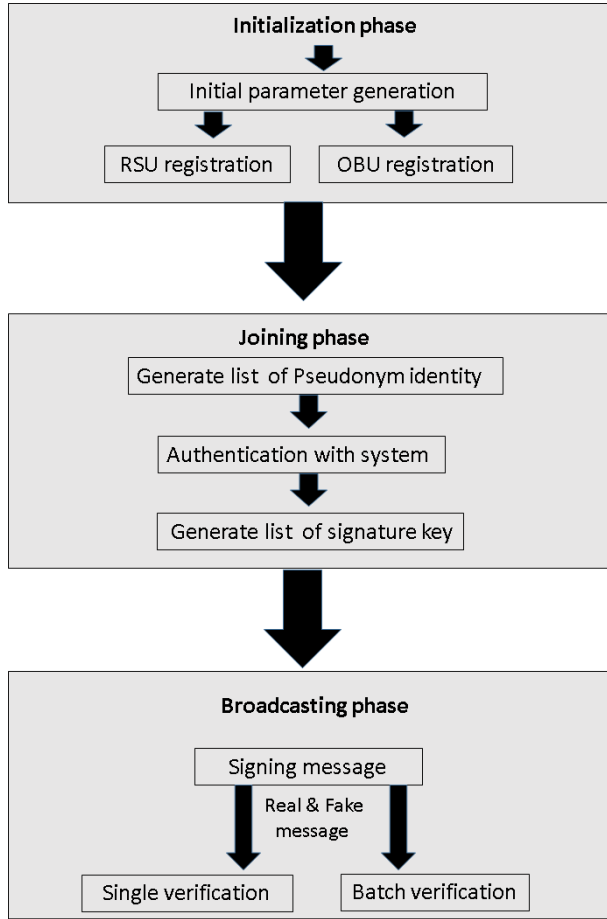 Initialization phase
Initial parameter generation
RSU registration
OBU registration
Joining phase
Generate list of Pseudonym identity
Authentication with system
Generate list of signature key
Broadcasting phase
Signing message
Real & Fake
message
Single verification
Batch verification